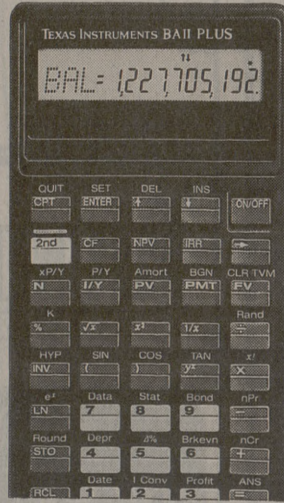 TEXAS INSTRUMENTS BAII PLUS
BAL= 1,227,705,192.
QUIT SET DEL INS
CPT ENTER ↑ ↓ ON/OFF
2nd CF NPV IRR →
xP/Y P/Y Amort BGN CLR TVM
N I/Y PV PMT FV
K Rand
% √x x² 1/x ÷
HYP SIN COS TAN x!
INV ( ) yˣ X
eˣ Data Stat Bond nPr
LN 7 8 9 −
Round Depr Δ% Brkevn nCr
STO 4 5 6 +
Date I Conv Profit ANS
RCL 1 2 3 =